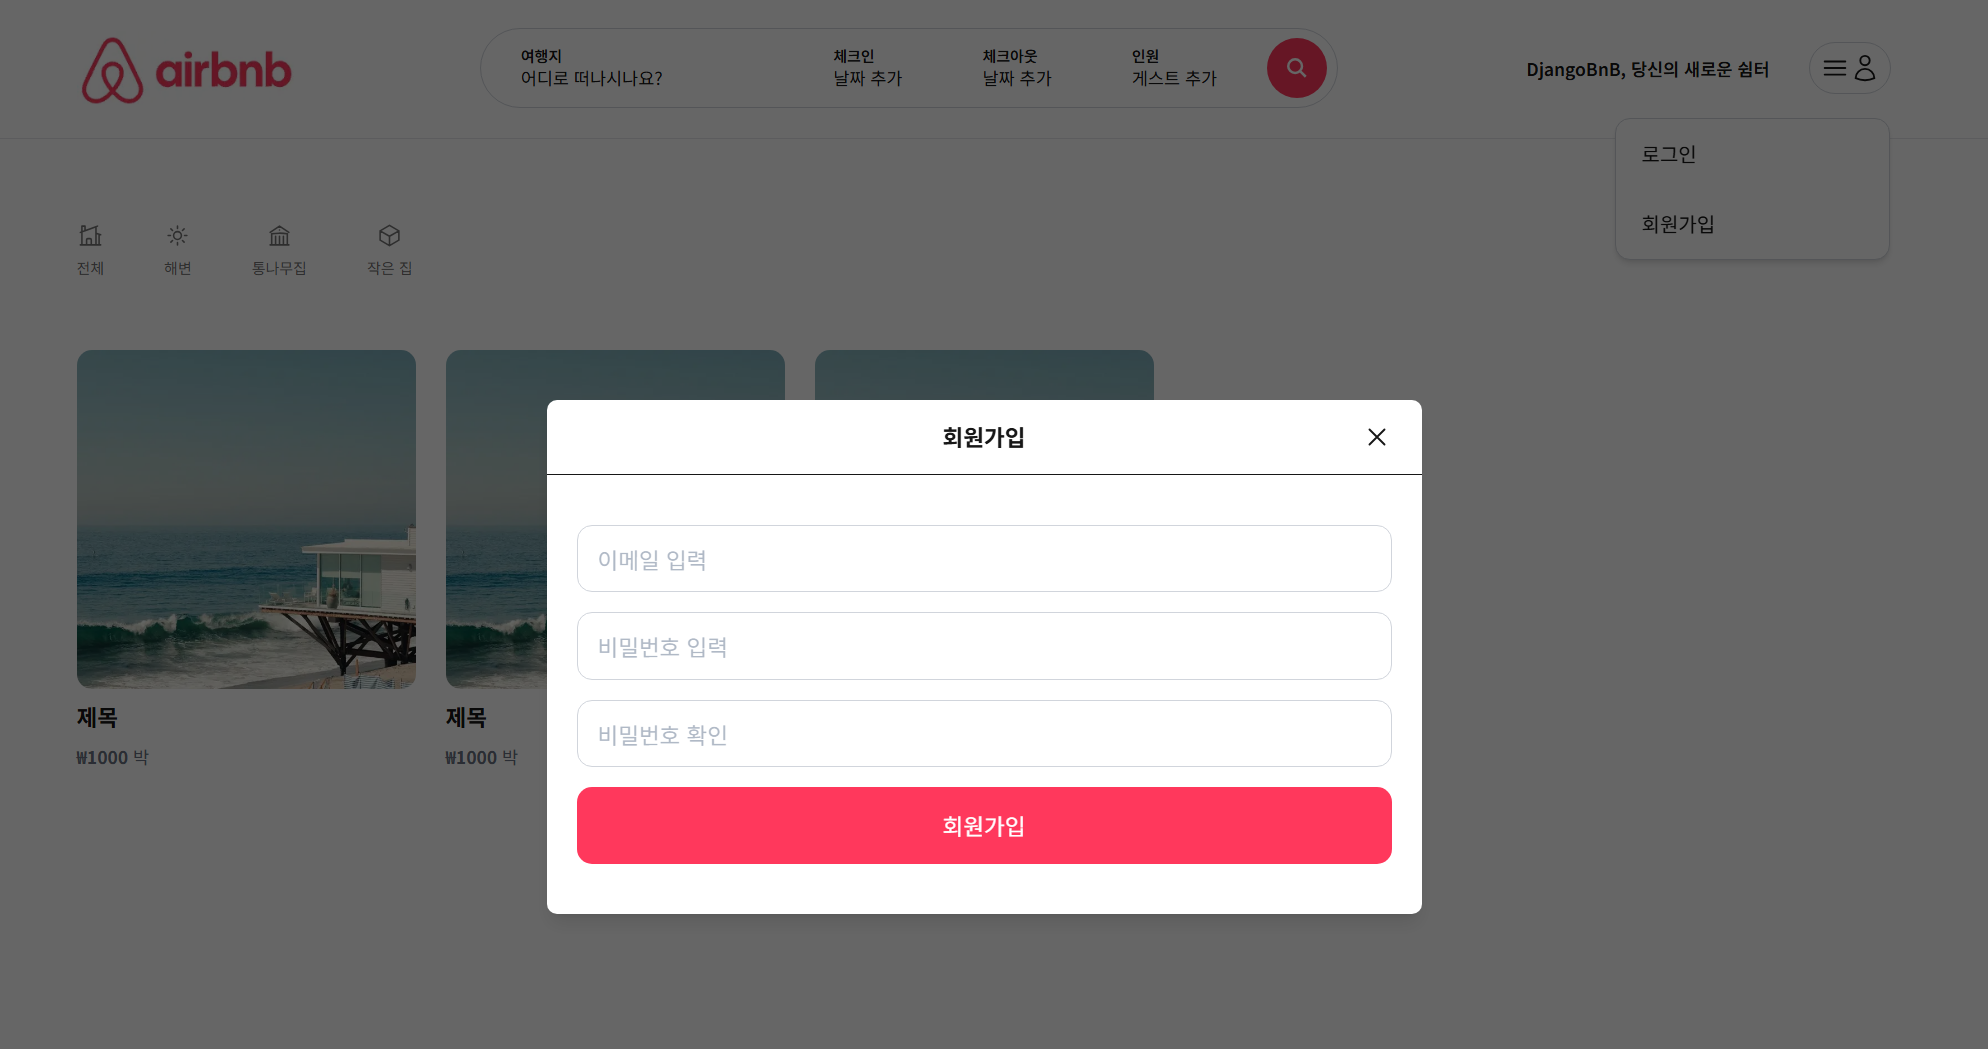 airbnb
여행지
어디로 떠나시나요?
체크인
날짜 추가
체크아웃
날짜 추가
인원
게스트 추가
DjangoBnB, 당신의 새로운 쉼터
로그인
회원가입
전체
해변
통나무집
작은 집
제목
₩1000 박
제목
₩1000 박
회원가입
이메일 입력
비밀번호 입력
비밀번호 확인
회원가입